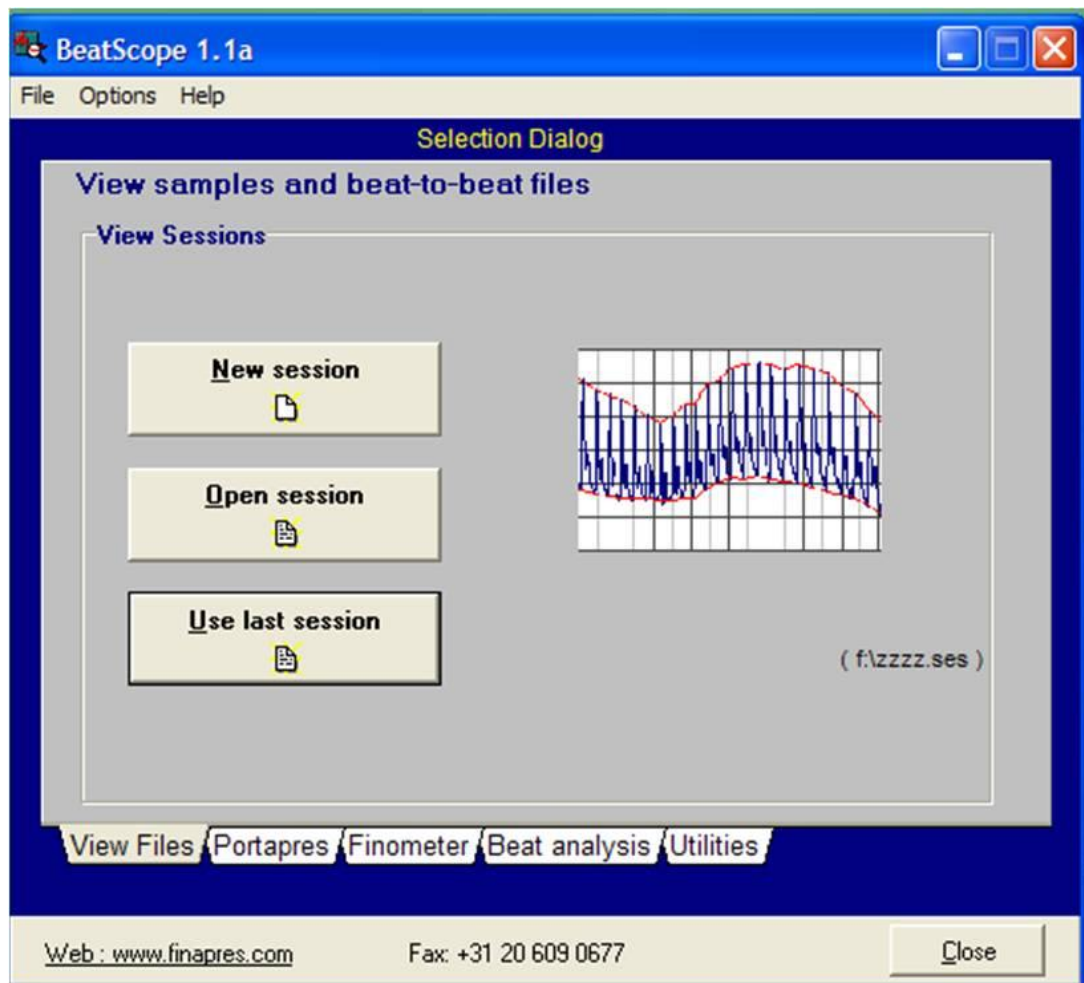 BeatScope 1.1a
File Options Help
Selection Dialog
View samples and beat-to-beat files
View Sessions
New session
Open session
Use last session
( f:\zzzz.ses )
View Files Portapres Finometer Beat analysis Utilities
Web : www.finapres.com Fax: +31 20 609 0677 Close